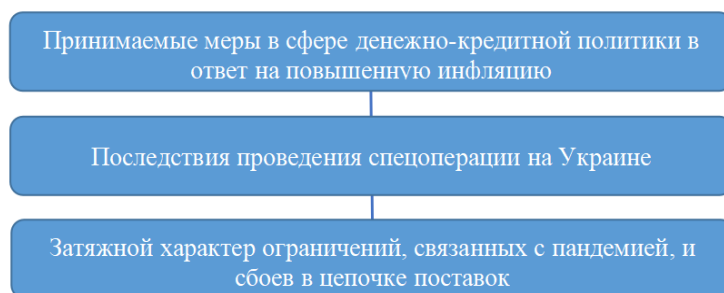 Принимаемые меры в сфере денежно-кредитной политики в
ответ на повышенную инфляцию
Последствия проведения спецоперации на Украине
Затяжной характер ограничений, связанных с пандемией, и
сбоев в цепочке поставок